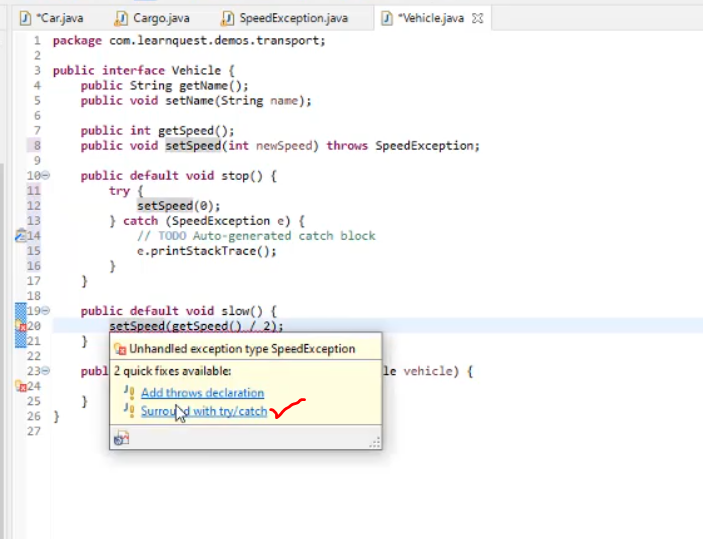 *Car.java Cargo.java SpeedException.java *Vehicle.java
1 package com.learnquest.demos.transport;
2
3 public interface Vehicle {
4 public String getName();
5 public void setName(String name);
6
7 public int getSpeed();
8 public void setSpeed(int newSpeed) throws SpeedException;
9
10 public default void stop() {
11 try {
12 setSpeed(0);
13 } catch (SpeedException e) {
14 // TODO Auto-generated catch block
15 e.printStackTrace();
16 }
17 }
18
19 public default void slow() {
20 setSpeed(getSpeed() / 2);
21 }
Unhandled exception type SpeedException
22
2 quick fixes available:
23 publ le vehicle) {
24
Add throws declaration
25 }
Surround with try/catch
26 }
27